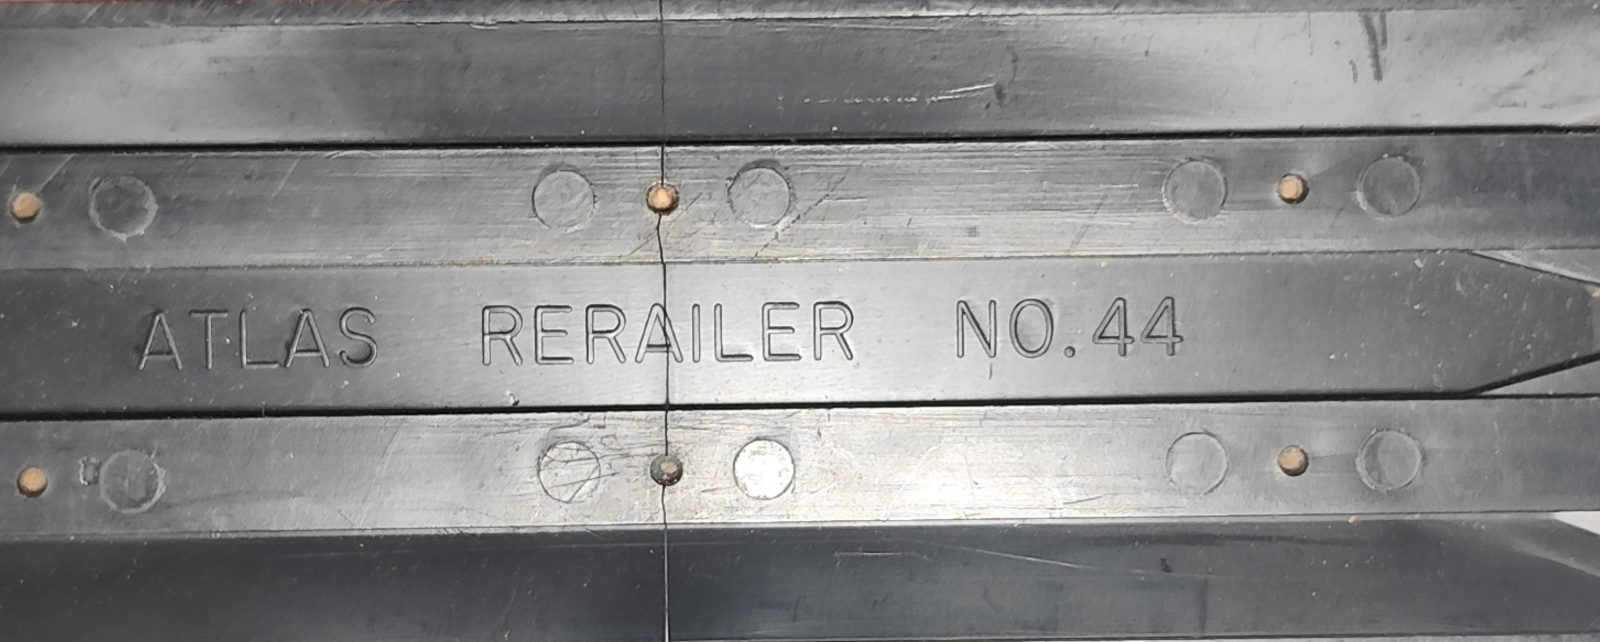 ATLAS RERAILER NO.44